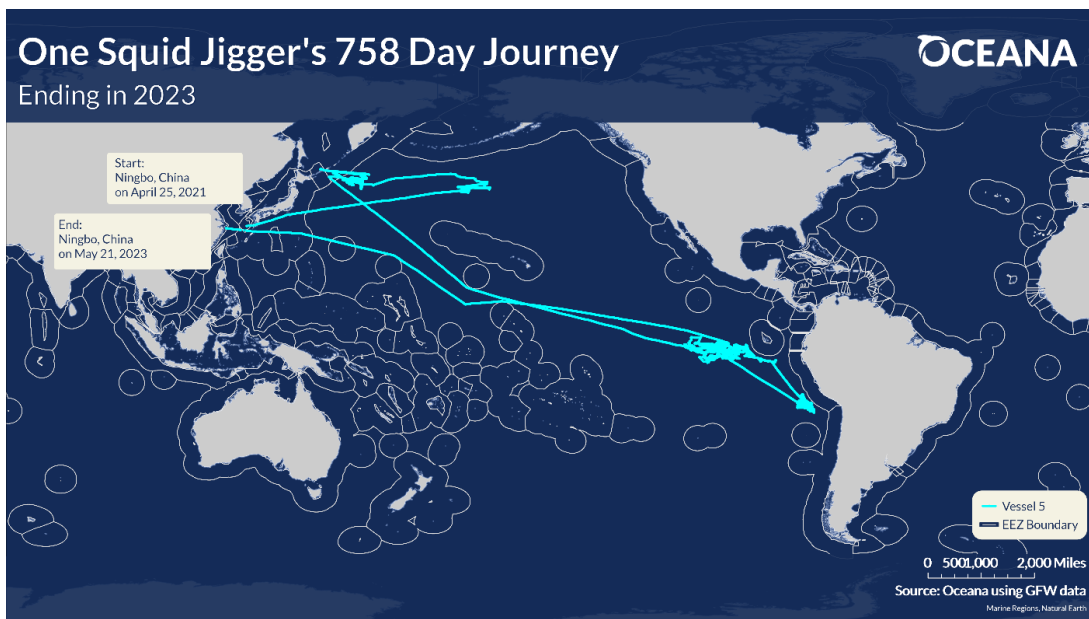 One Squid Jigger's 758 Day Journey
Ending in 2023
OCEANA
Start:
Ningbo, China
on April 25, 2021
End:
Ningbo, China
on May 21, 2023
Vessel 5
EEZ Boundary
0 5001,000 2,000 Miles
Source: Oceana using GFW data
Marine Regions, Natural Earth